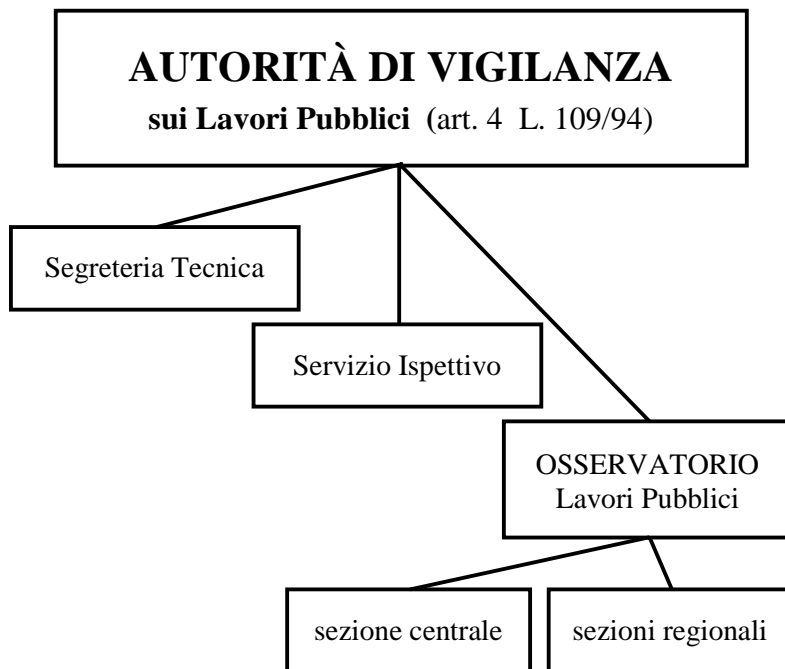 AUTORITÀ DI VIGILANZA
sui Lavori Pubblici (art. 4 L. 109/94)
Segreteria Tecnica
Servizio Ispettivo
OSSERVATORIO
Lavori Pubblici
sezione centrale
sezioni regionali